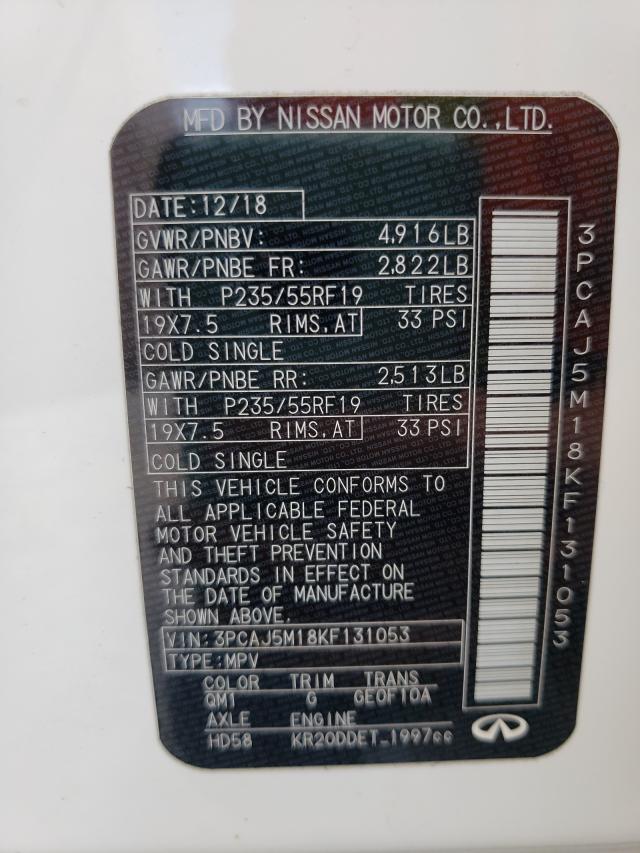 MFD BY NISSAN MOTOR CO.,LTD.
DATE:12/18
GVWR/PNBV: 4,916LB
GAWR/PNBE FR: 2,822LB
WITH P235/55RF19 TIRES
19X7.5 RIMS,AT 33 PSI
COLD SINGLE
GAWR/PNBE RR: 2,513LB
WITH P235/55RF19 TIRES
19X7.5 RIMS,AT 33 PSI
COLD SINGLE
THIS VEHICLE CONFORMS TO
ALL APPLICABLE FEDERAL
MOTOR VEHICLE SAFETY
AND THEFT PREVENTION
STANDARDS IN EFFECT ON
THE DATE OF MANUFACTURE
SHOWN ABOVE.
VIN:3PCAJ5M18KF131053
TYPE:MPV
COLOR TRIM TRANS
QM1 G GEOF10A
AXLE ENGINE
HD58 KR20DDET_1997cc
3PCAJ5M18KF131053